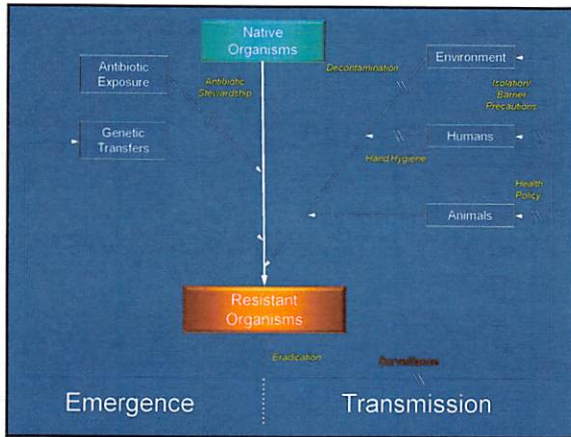 Native
Organisms
Antibiotic
Exposure
Antibiotic
Stewardship
Decontamination
Environment
Isolation/
Barrier
Precautions
Genetic
Transfers
Hand Hygiene
Humans
Health
Policy
Animals
Resistant
Organisms
Eradication
Surveillance
Emergence
Transmission